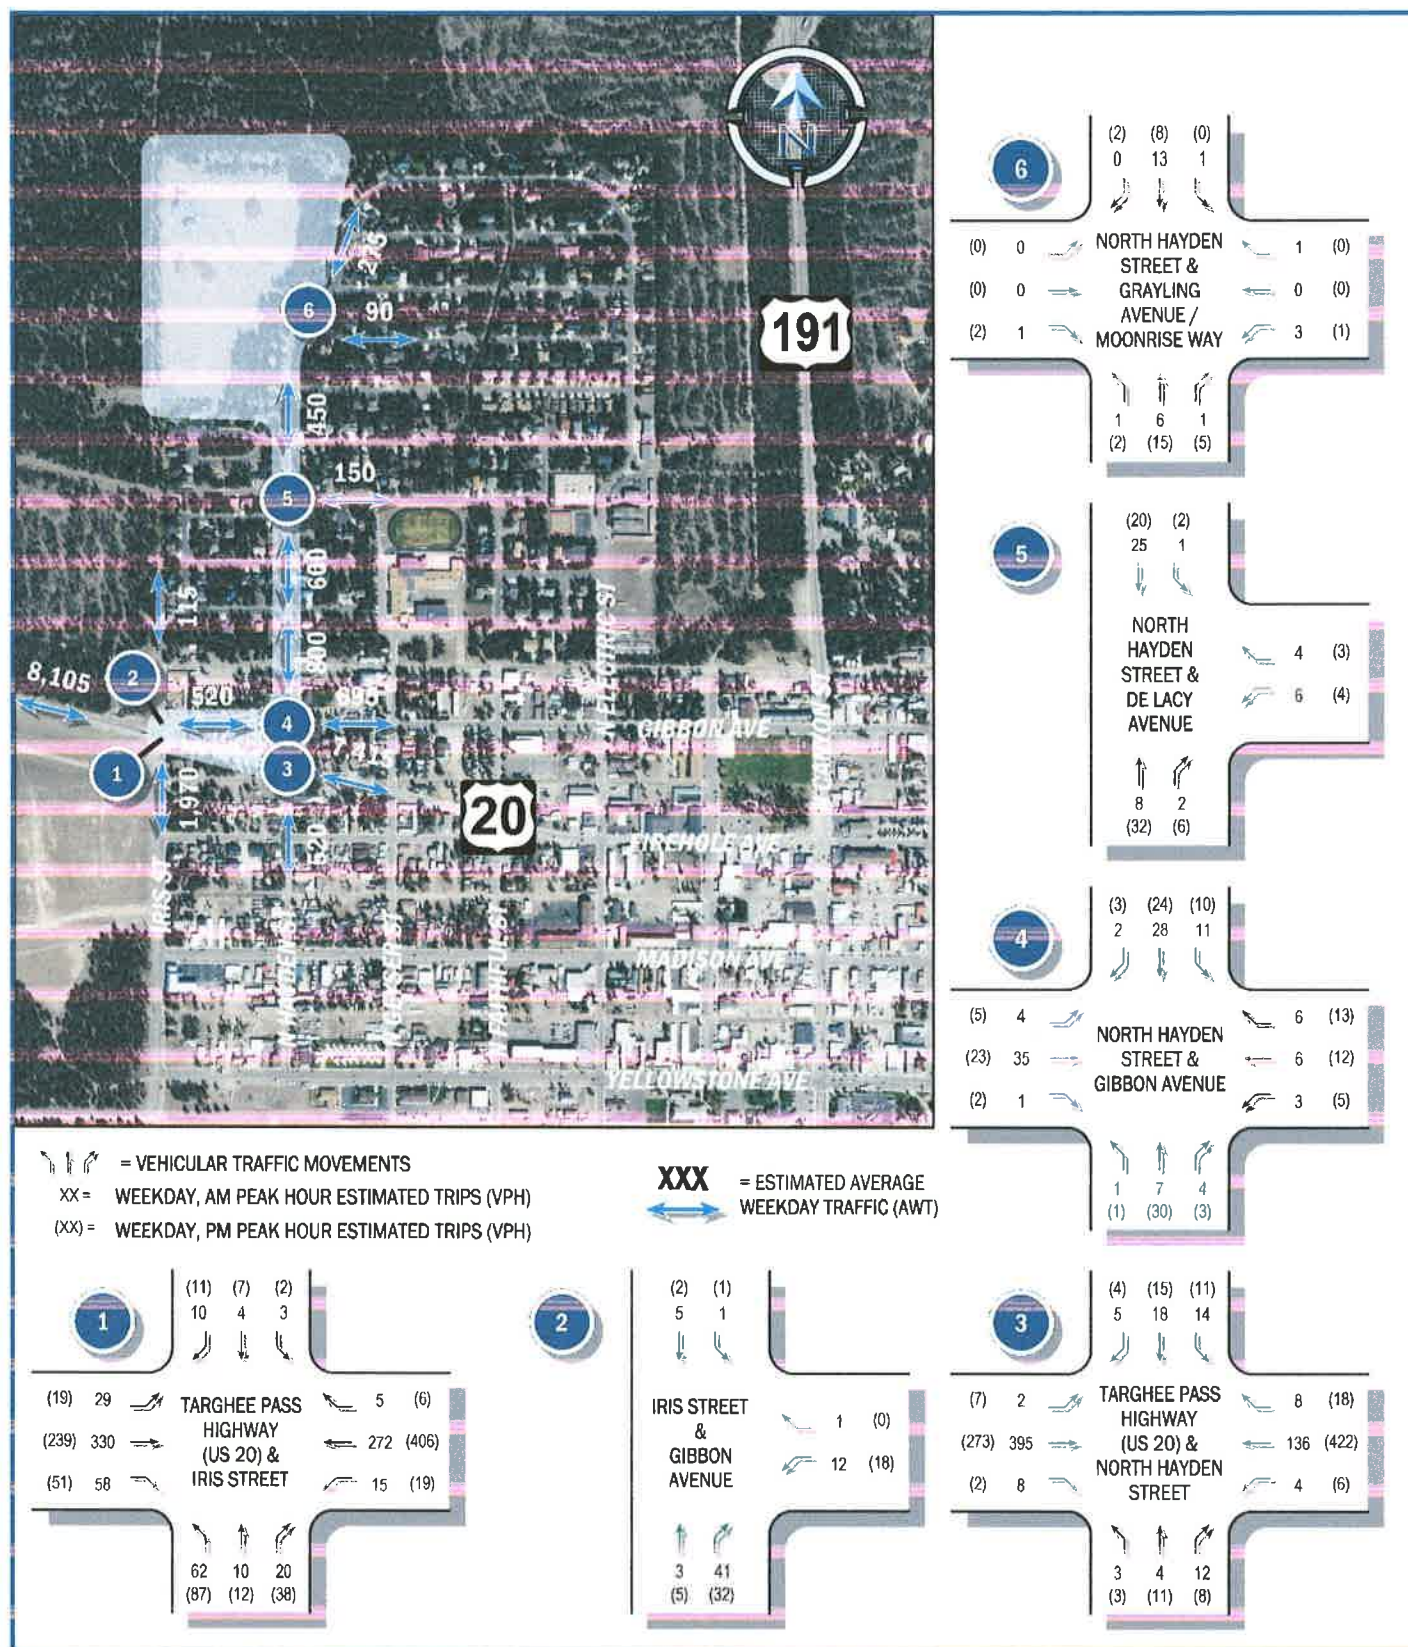 N
191
20
275
6
90
450
150
5
600
115
800
8,105
2
520
695
4
1
3
1,970
520
GIBBON AVE
N ELECTRIC ST
N CANYON ST
FIREHOLE AVE
IRIS ST
N HAYDEN ST
MADISON AVE
YELLOWSTONE AVE
= VEHICULAR TRAFFIC MOVEMENTS
XX = WEEKDAY, AM PEAK HOUR ESTIMATED TRIPS (VPH)
(XX) = WEEKDAY, PM PEAK HOUR ESTIMATED TRIPS (VPH)
XXX = ESTIMATED AVERAGE
WEEKDAY TRAFFIC (AWT)
6
(2) (8) (0)
0 13 1
(0) 0
(0) 0
(2) 1
NORTH HAYDEN
STREET &
GRAYLING
AVENUE /
MOONRISE WAY
1 (0)
0 (0)
3 (1)
1 6 1
(2) (15) (5)
5
(20) (2)
25 1
NORTH
HAYDEN
STREET &
DE LACY
AVENUE
4 (3)
6 (4)
8 2
(32) (6)
4
(3) (24) (10)
2 28 11
(5) 4
(23) 35
(2) 1
NORTH HAYDEN
STREET &
GIBBON AVENUE
6 (13)
6 (12)
3 (5)
1 7 4
(1) (30) (3)
1
(11) (7) (2)
10 4 3
(19) 29
(239) 330
(51) 58
TARGHEE PASS
HIGHWAY
(US 20) &
IRIS STREET
5 (6)
272 (406)
15 (19)
62 10 20
(87) (12) (38)
2
(2) (1)
5 1
IRIS STREET
&
GIBBON
AVENUE
1 (0)
12 (18)
3 41
(5) (32)
3
(4) (15) (11)
5 18 14
(7) 2
(273) 395
(2) 8
TARGHEE PASS
HIGHWAY
(US 20) &
NORTH HAYDEN
STREET
8 (18)
136 (422)
4 (6)
3 4 12
(3) (11) (8)